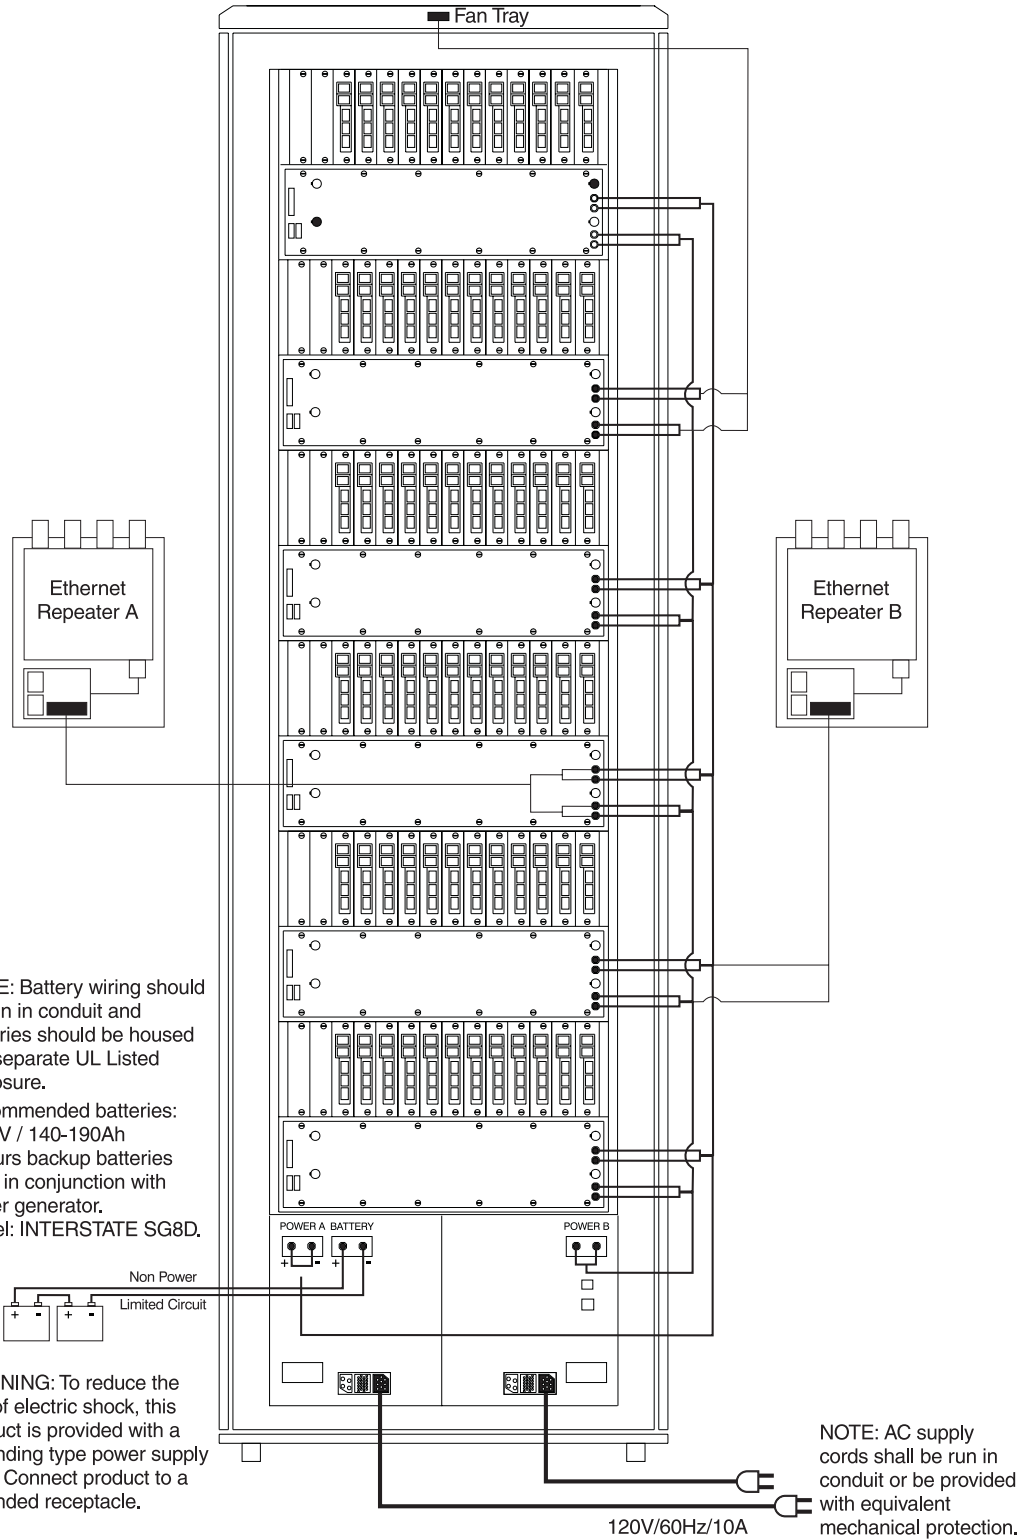 Fan Tray
Ethernet
Repeater A
Ethernet
Repeater B
E: Battery wiring should
n in conduit and
ries should be housed
separate UL Listed
osure.
ommended batteries:
V / 140-190Ah
urs backup batteries
in conjunction with
er generator.
el: INTERSTATE SG8D.
POWER A BATTERY
POWER B
+ - + -
Non Power
Limited Circuit
+ - + -
NING: To reduce the
of electric shock, this
uct is provided with a
nding type power supply
Connect product to a
nded receptacle.
NOTE: AC supply
cords shall be run in
conduit or be provided
with equivalent
mechanical protection.
120V/60Hz/10A